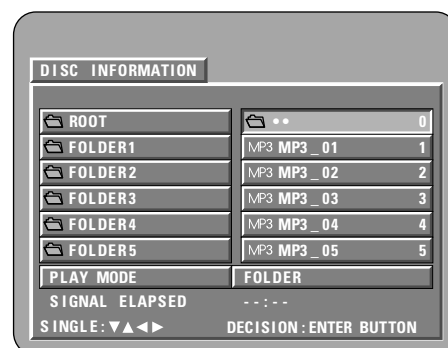 DISC INFORMATION
ROOT •• 0
FOLDER1 MP3 MP3_01 1
FOLDER2 MP3 MP3_02 2
FOLDER3 MP3 MP3_03 3
FOLDER4 MP3 MP3_04 4
FOLDER5 MP3 MP3_05 5
PLAY MODE FOLDER
SIGNAL ELAPSED --:--
SINGLE:▼▲◄► DECISION:ENTER BUTTON